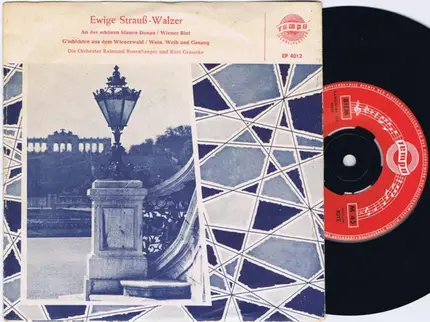 Ewige Strauß-Walzer
An der schönen blauen Donau / Wiener Blut
G'schichten aus dem Wienerwald / Wein, Weib und Gesang
Die Orchester Raimund Rosenberger und Kurt Graunke
tempo
EP 4012
tempo